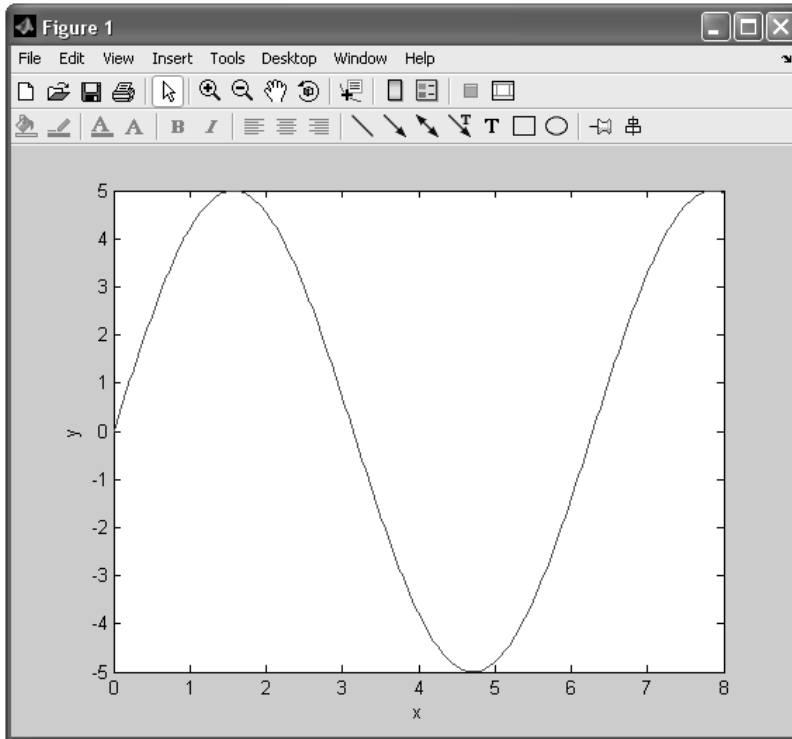 Figure 1
File Edit View Insert Tools Desktop Window Help
A A B I T T
5
4
3
2
1
0
-1
-2
-3
-4
-5
y
0 1 2 3 4 5 6 7 8
x